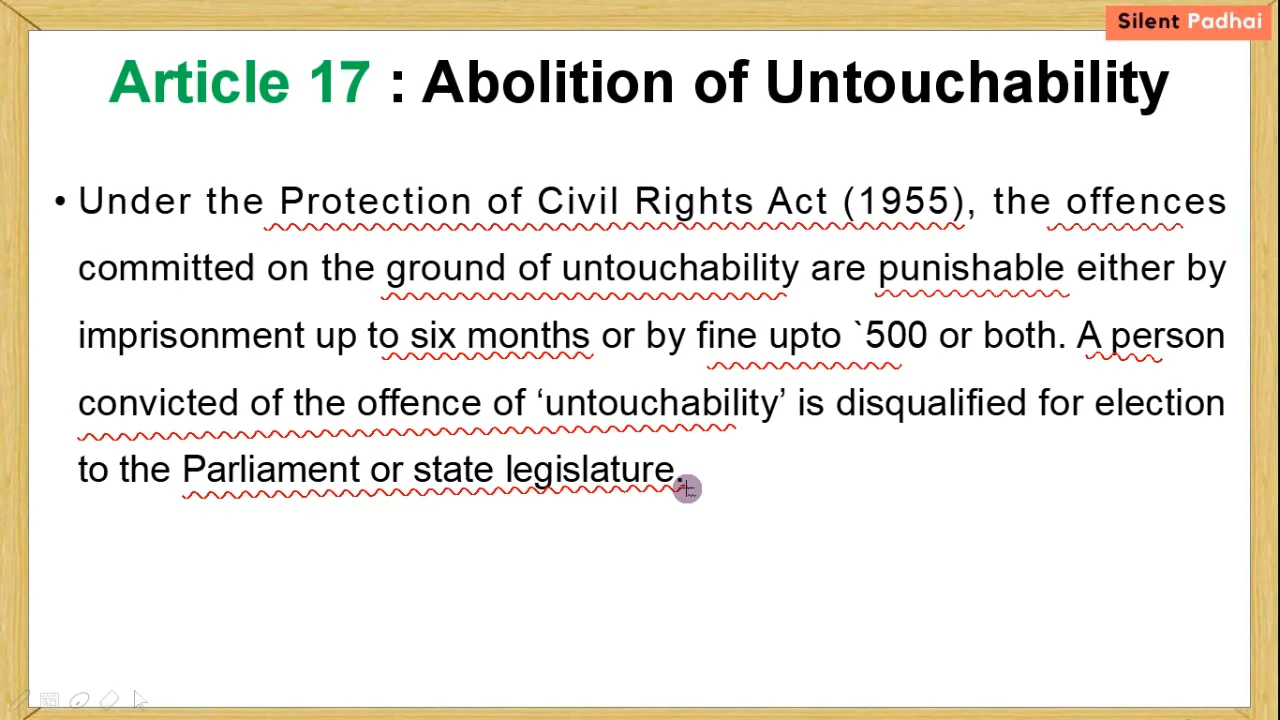 Silent Padhai
Article 17 : Abolition of Untouchability
• Under the Protection of Civil Rights Act (1955), the offences
committed on the ground of untouchability are punishable either by
imprisonment up to six months or by fine upto `500 or both. A person
convicted of the offence of ‘untouchability’ is disqualified for election
to the Parliament or state legislature.